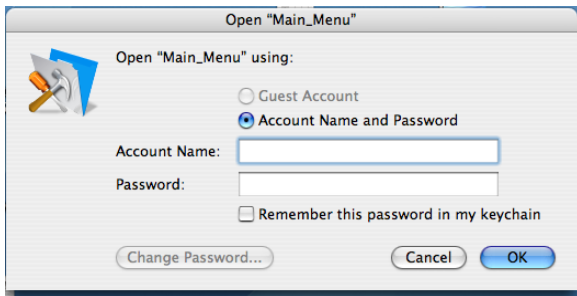 Open “Main_Menu”
Open “Main_Menu” using:
Guest Account
Account Name and Password
Account Name:
Password:
Remember this password in my keychain
Change Password...
Cancel
OK